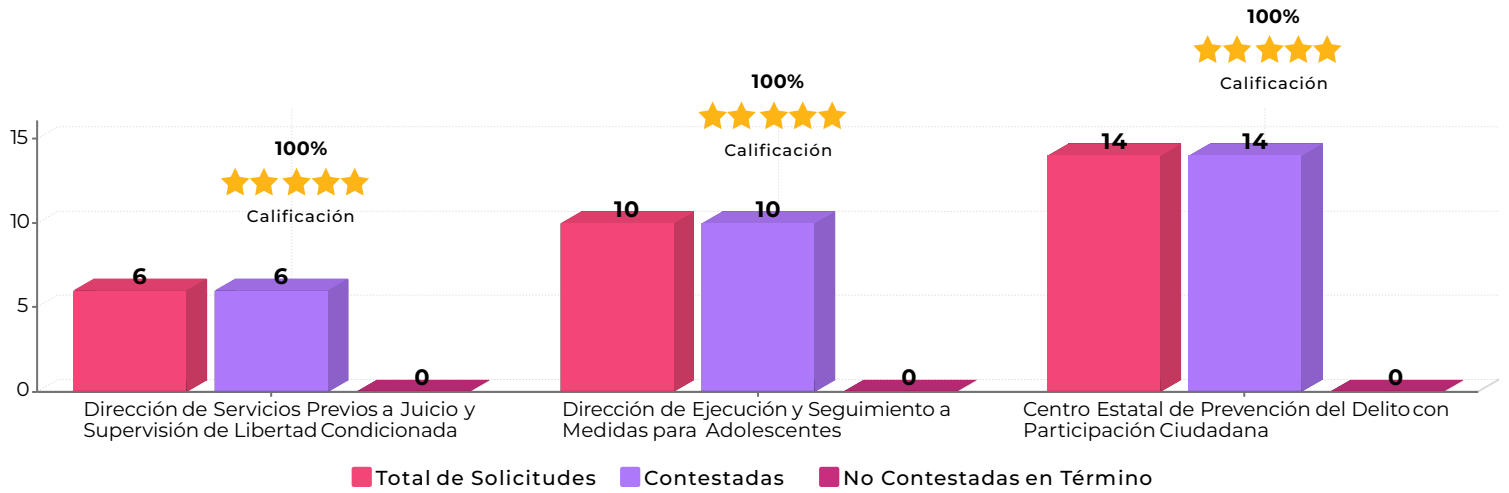 100%
Calificación
100%
Calificación
100%
Calificación
15
10
5
0
6
6
0
10
10
0
14
14
0
Dirección de Servicios Previos a Juicio y
Supervisión de Libertad Condicionada
Dirección de Ejecución y Seguimiento a
Medidas para Adolescentes
Centro Estatal de Prevención del Delito con
Participación Ciudadana
Total de Solicitudes
Contestadas
No Contestadas en Término